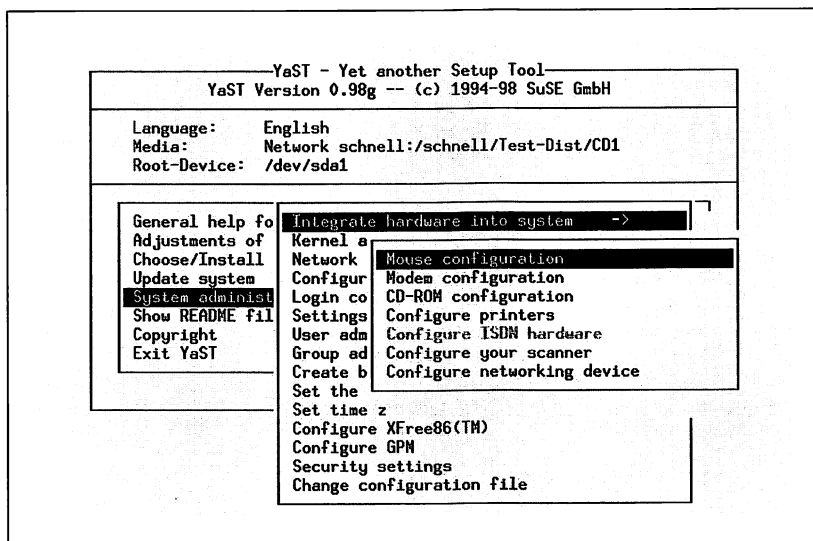 YaST - Yet another Setup Tool
YaST Version 0.98g -- (c) 1994-98 SuSE GmbH
Language: English
Media: Network schnell:/schnell/Test-Dist/CD1
Root-Device: /dev/sda1
General help fo
Adjustments of
Choose/Install
Update system
System administ
Show README fil
Copyright
Exit YaST
Integrate hardware into system ->
Kernel a
Network
Configur
Login co
Settings
User adm
Group ad
Create b
Set the
Set time z
Configure XFree86(TM)
Configure GPM
Security settings
Change configuration file
Mouse configuration
Modem configuration
CD-ROM configuration
Configure printers
Configure ISDN hardware
Configure your scanner
Configure networking device